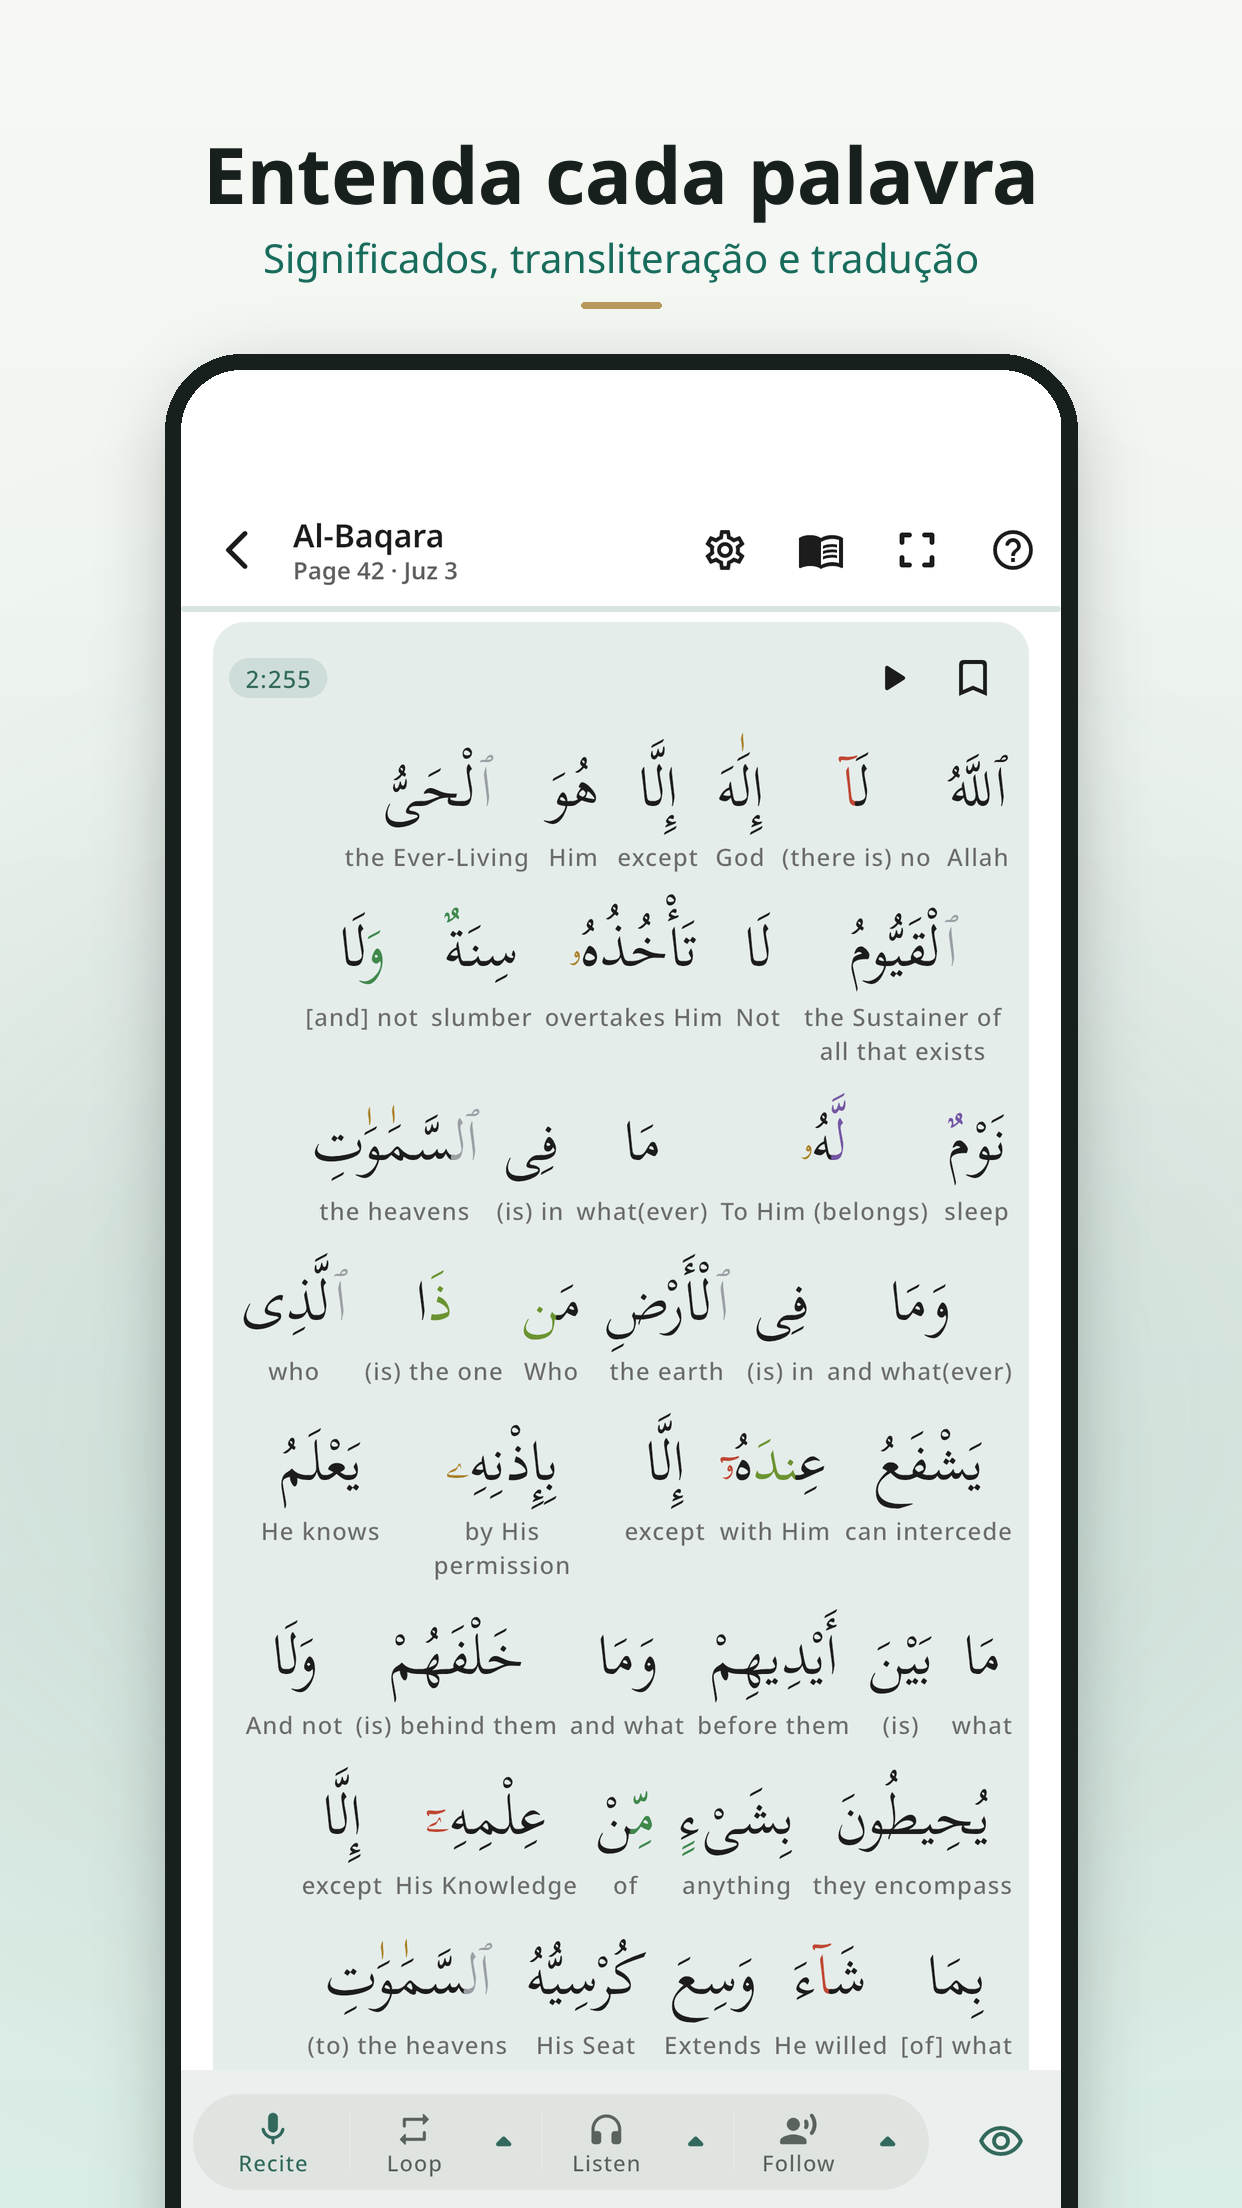 Entenda cada palavra
Significados, transliteração e tradução
Al-Baqara
Page 42 · Juz 3
2:255
ٱللَّهُ لَآ إِلَٰهَ إِلَّا هُوَ ٱلْحَىُّ
the Ever-Living Him except God (there is) no Allah
ٱلْقَيُّومُ لَا تَأْخُذُهُۥ سِنَةٌ وَلَا
[and] not slumber overtakes Him Not the Sustainer of
all that exists
نَوْمٌ لَّهُۥ مَا فِى ٱلسَّمَٰوَٰتِ
the heavens (is) in what(ever) To Him (belongs) sleep
وَمَا فِى ٱلْأَرْضِ مَن ذَا ٱلَّذِى
who (is) the one Who the earth (is) in and what(ever)
يَشْفَعُ عِندَهُۥٓ إِلَّا بِإِذْنِهِۦ يَعْلَمُ
He knows by His except with Him can intercede
permission
مَا بَيْنَ أَيْدِيهِمْ وَمَا خَلْفَهُمْ وَلَا
And not (is) behind them and what before them (is) what
يُحِيطُونَ بِشَىْءٍ مِّنْ عِلْمِهِۦٓ إِلَّا
except His Knowledge of anything they encompass
بِمَا شَآءَ وَسِعَ كُرْسِيُّهُ ٱلسَّمَٰوَٰتِ
(to) the heavens His Seat Extends He willed [of] what
Recite Loop Listen Follow